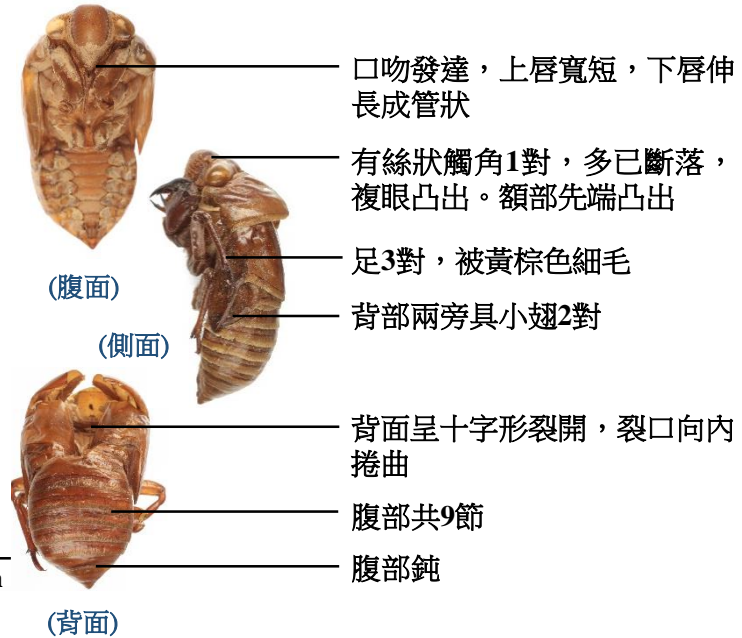 口吻發達，上唇寬短，下唇伸
長成管狀
有絲狀觸角1對，多已斷落，
複眼凸出。額部先端凸出
足3對，被黃棕色細毛
(腹面)
背部兩旁具小翅2對
(側面)
背面呈十字形裂開，裂口向內
捲曲
腹部共9節
腹部鈍
(背面)